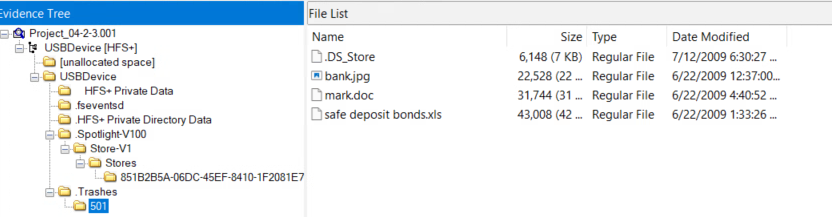 Evidence Tree
Project_04-2-3.001
USBDevice [HFS+]
[unallocated space]
USBDevice
HFS+ Private Data
.fseventsd
.HFS+ Private Directory Data
.Spotlight-V100
Store-V1
Stores
851B2B5A-06DC-45EF-8410-1F2081E7
.Trashes
501
File List
Name Size Type Date Modified
.DS_Store 6,148 (7 KB) Regular File 7/12/2009 6:30:27 ...
bank.jpg 22,528 (22 ... Regular File 6/22/2009 12:37:00...
mark.doc 31,744 (31 ... Regular File 6/22/2009 4:40:52 ...
safe deposit bonds.xls 43,008 (42 ... Regular File 6/22/2009 1:33:26 ...